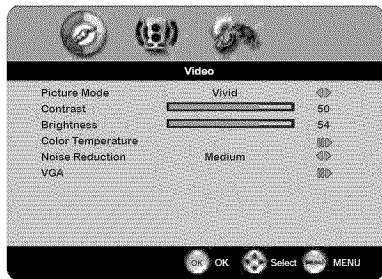 Video
Picture Mode Vivid
Contrast 50
Brightness 54
Color Temperature
Noise Reduction Medium
VGA
OK OK Select MENU